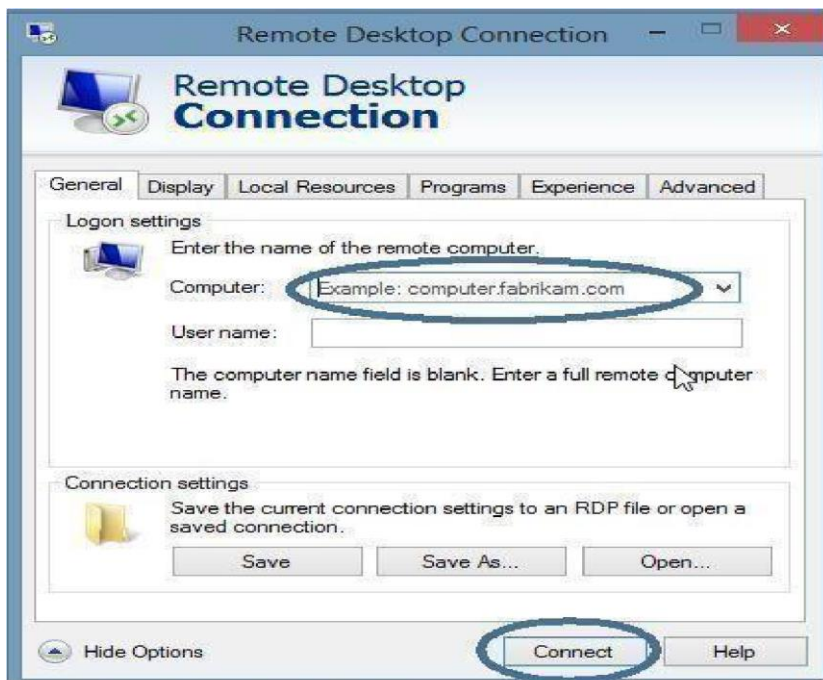 Remote Desktop Connection
Remote Desktop
Connection
General Display Local Resources Programs Experience Advanced
Logon settings
Enter the name of the remote computer.
Computer: Example: computer.fabrikam.com
User name:
The computer name field is blank. Enter a full remote computer
name.
Connection settings
Save the current connection settings to an RDP file or open a
saved connection.
Save Save As... Open...
Hide Options Connect Help